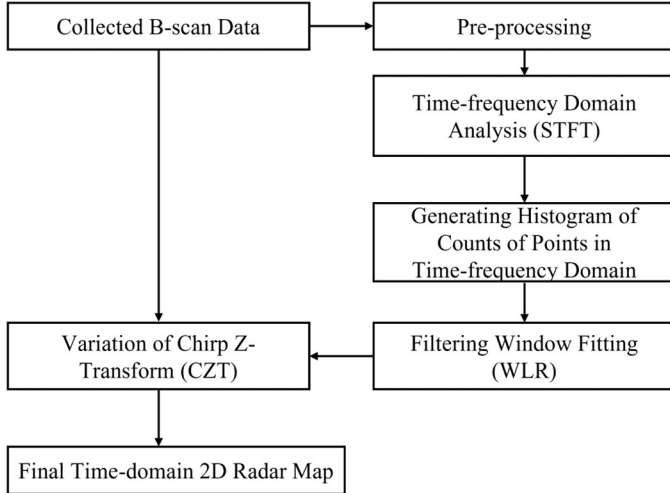 Collected B-scan Data
Pre-processing
Time-frequency Domain
Analysis (STFT)
Generating Histogram of
Counts of Points in
Time-frequency Domain
Variation of Chirp Z-
Transform (CZT)
Filtering Window Fitting
(WLR)
Final Time-domain 2D Radar Map